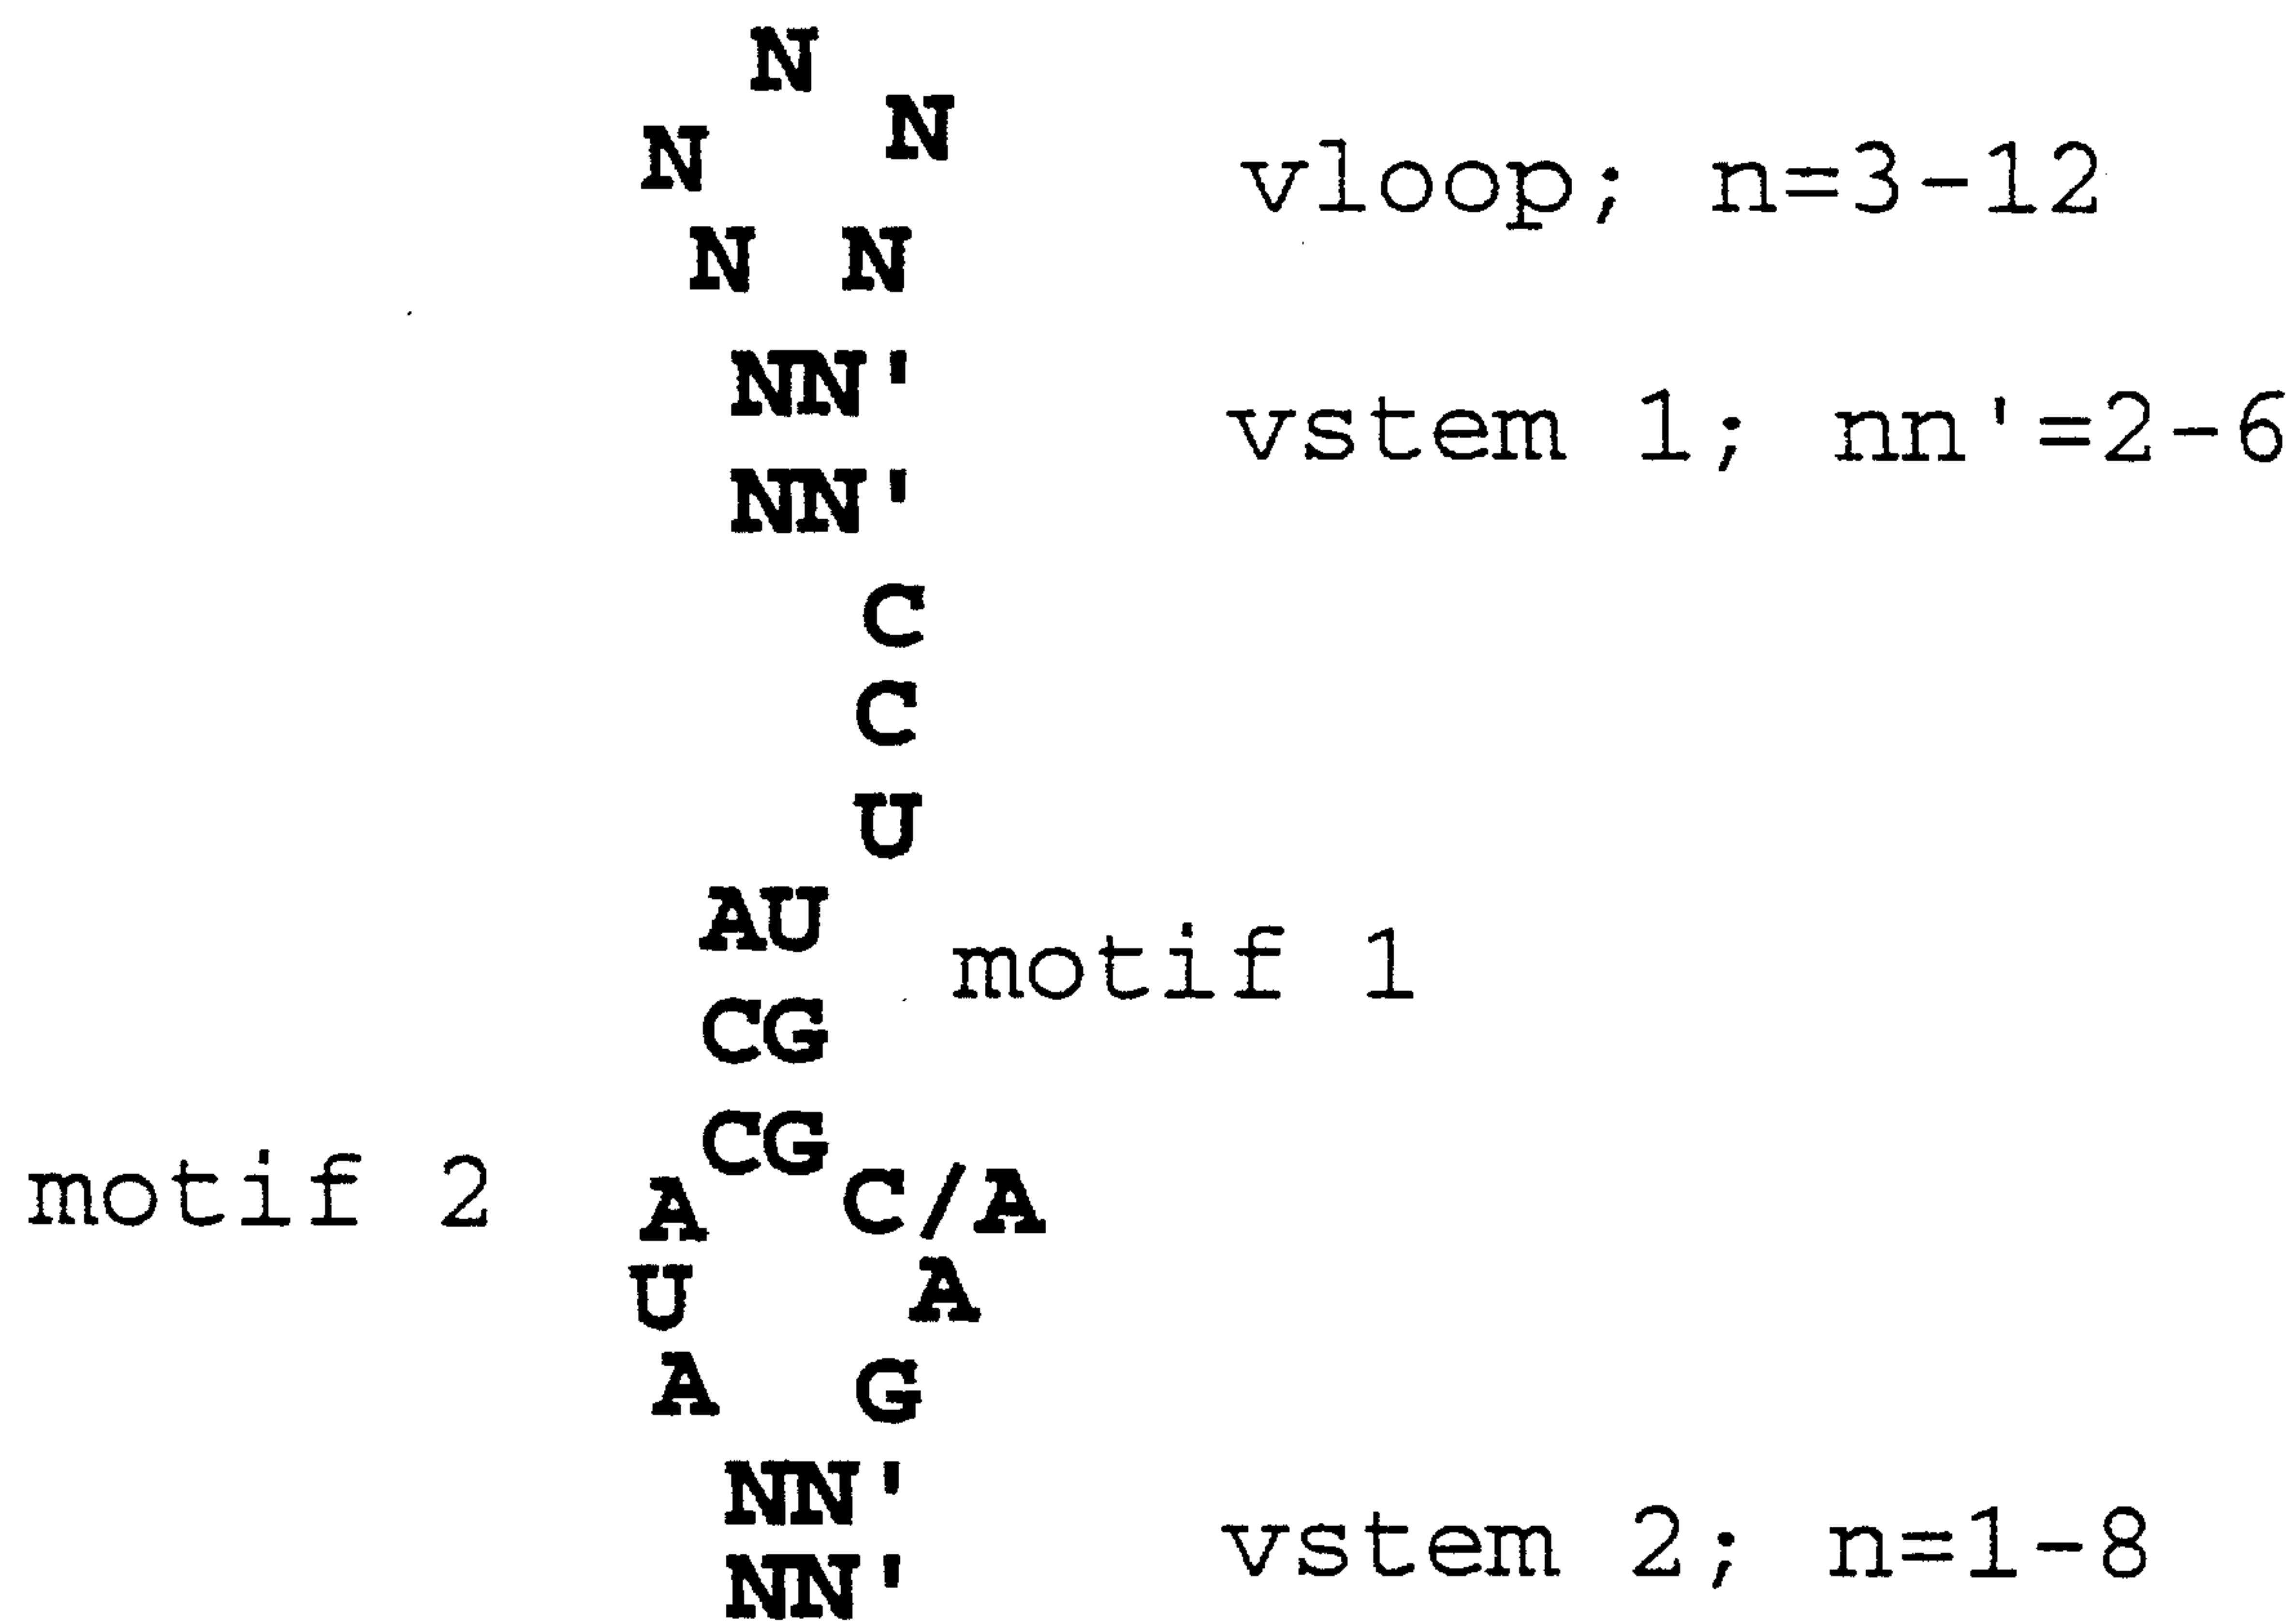 N
N
N
vloop; n=3-12
N N
NN'
vstem 1; nn'=2-6
NN'
C
C
U
AU
motif 1
CG
CG
motif 2 A C/A
U A
A G
NN'
vstem 2; n=1-8
NN'